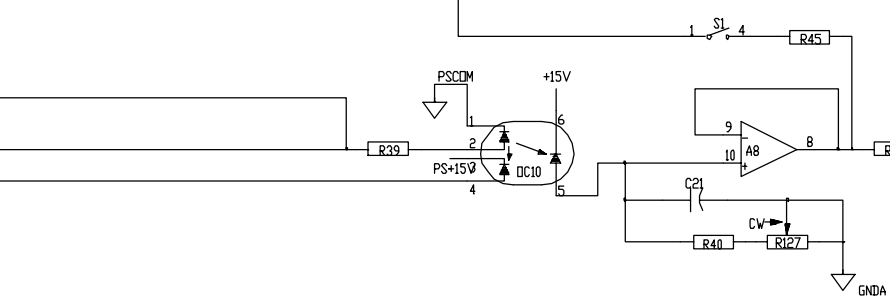 S1
1
4
R45
PSCOM
+15V
1
6
9
8
2
R39
A8
10
PS+15V
3
OC10
4
5
C21
CW
R40
R127
GNDA
R